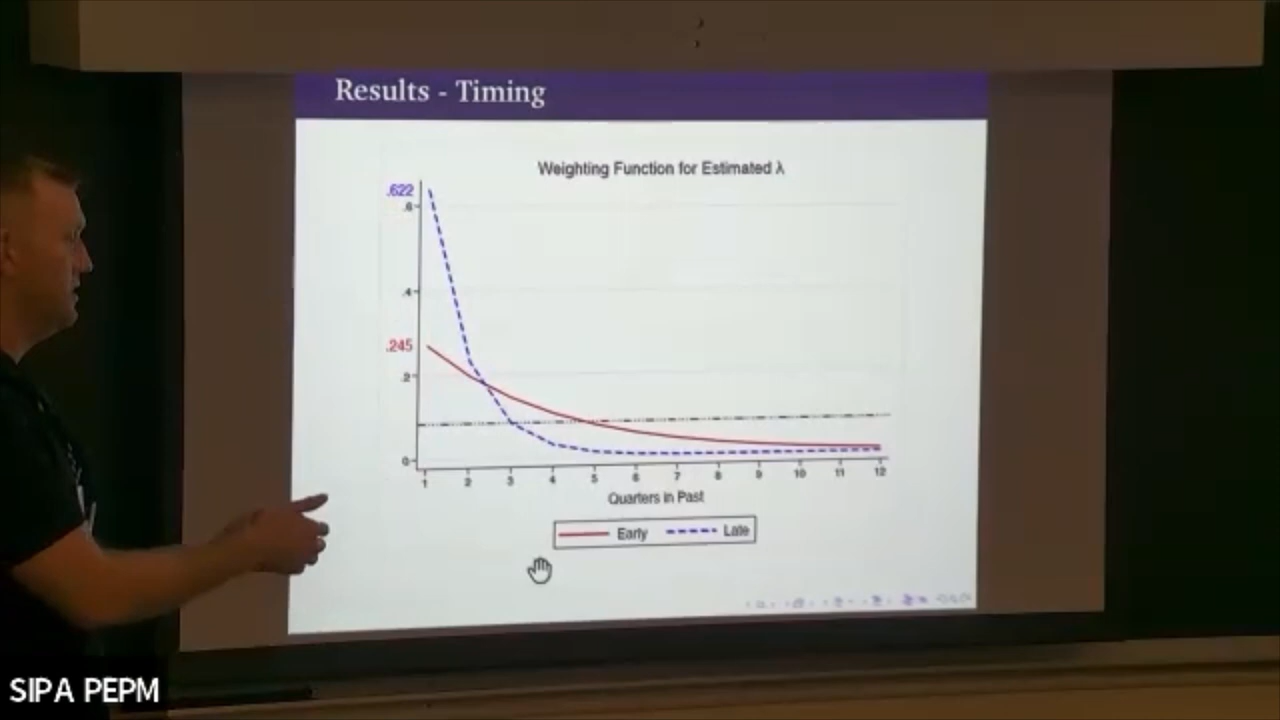 Results - Timing
Weighting Function for Estimated λ
.622
.6
.4
.245
.2
0
1 2 3 4 5 6 7 8 9 10 11 12
Quarters in Past
Early Late
SIPA PEPM